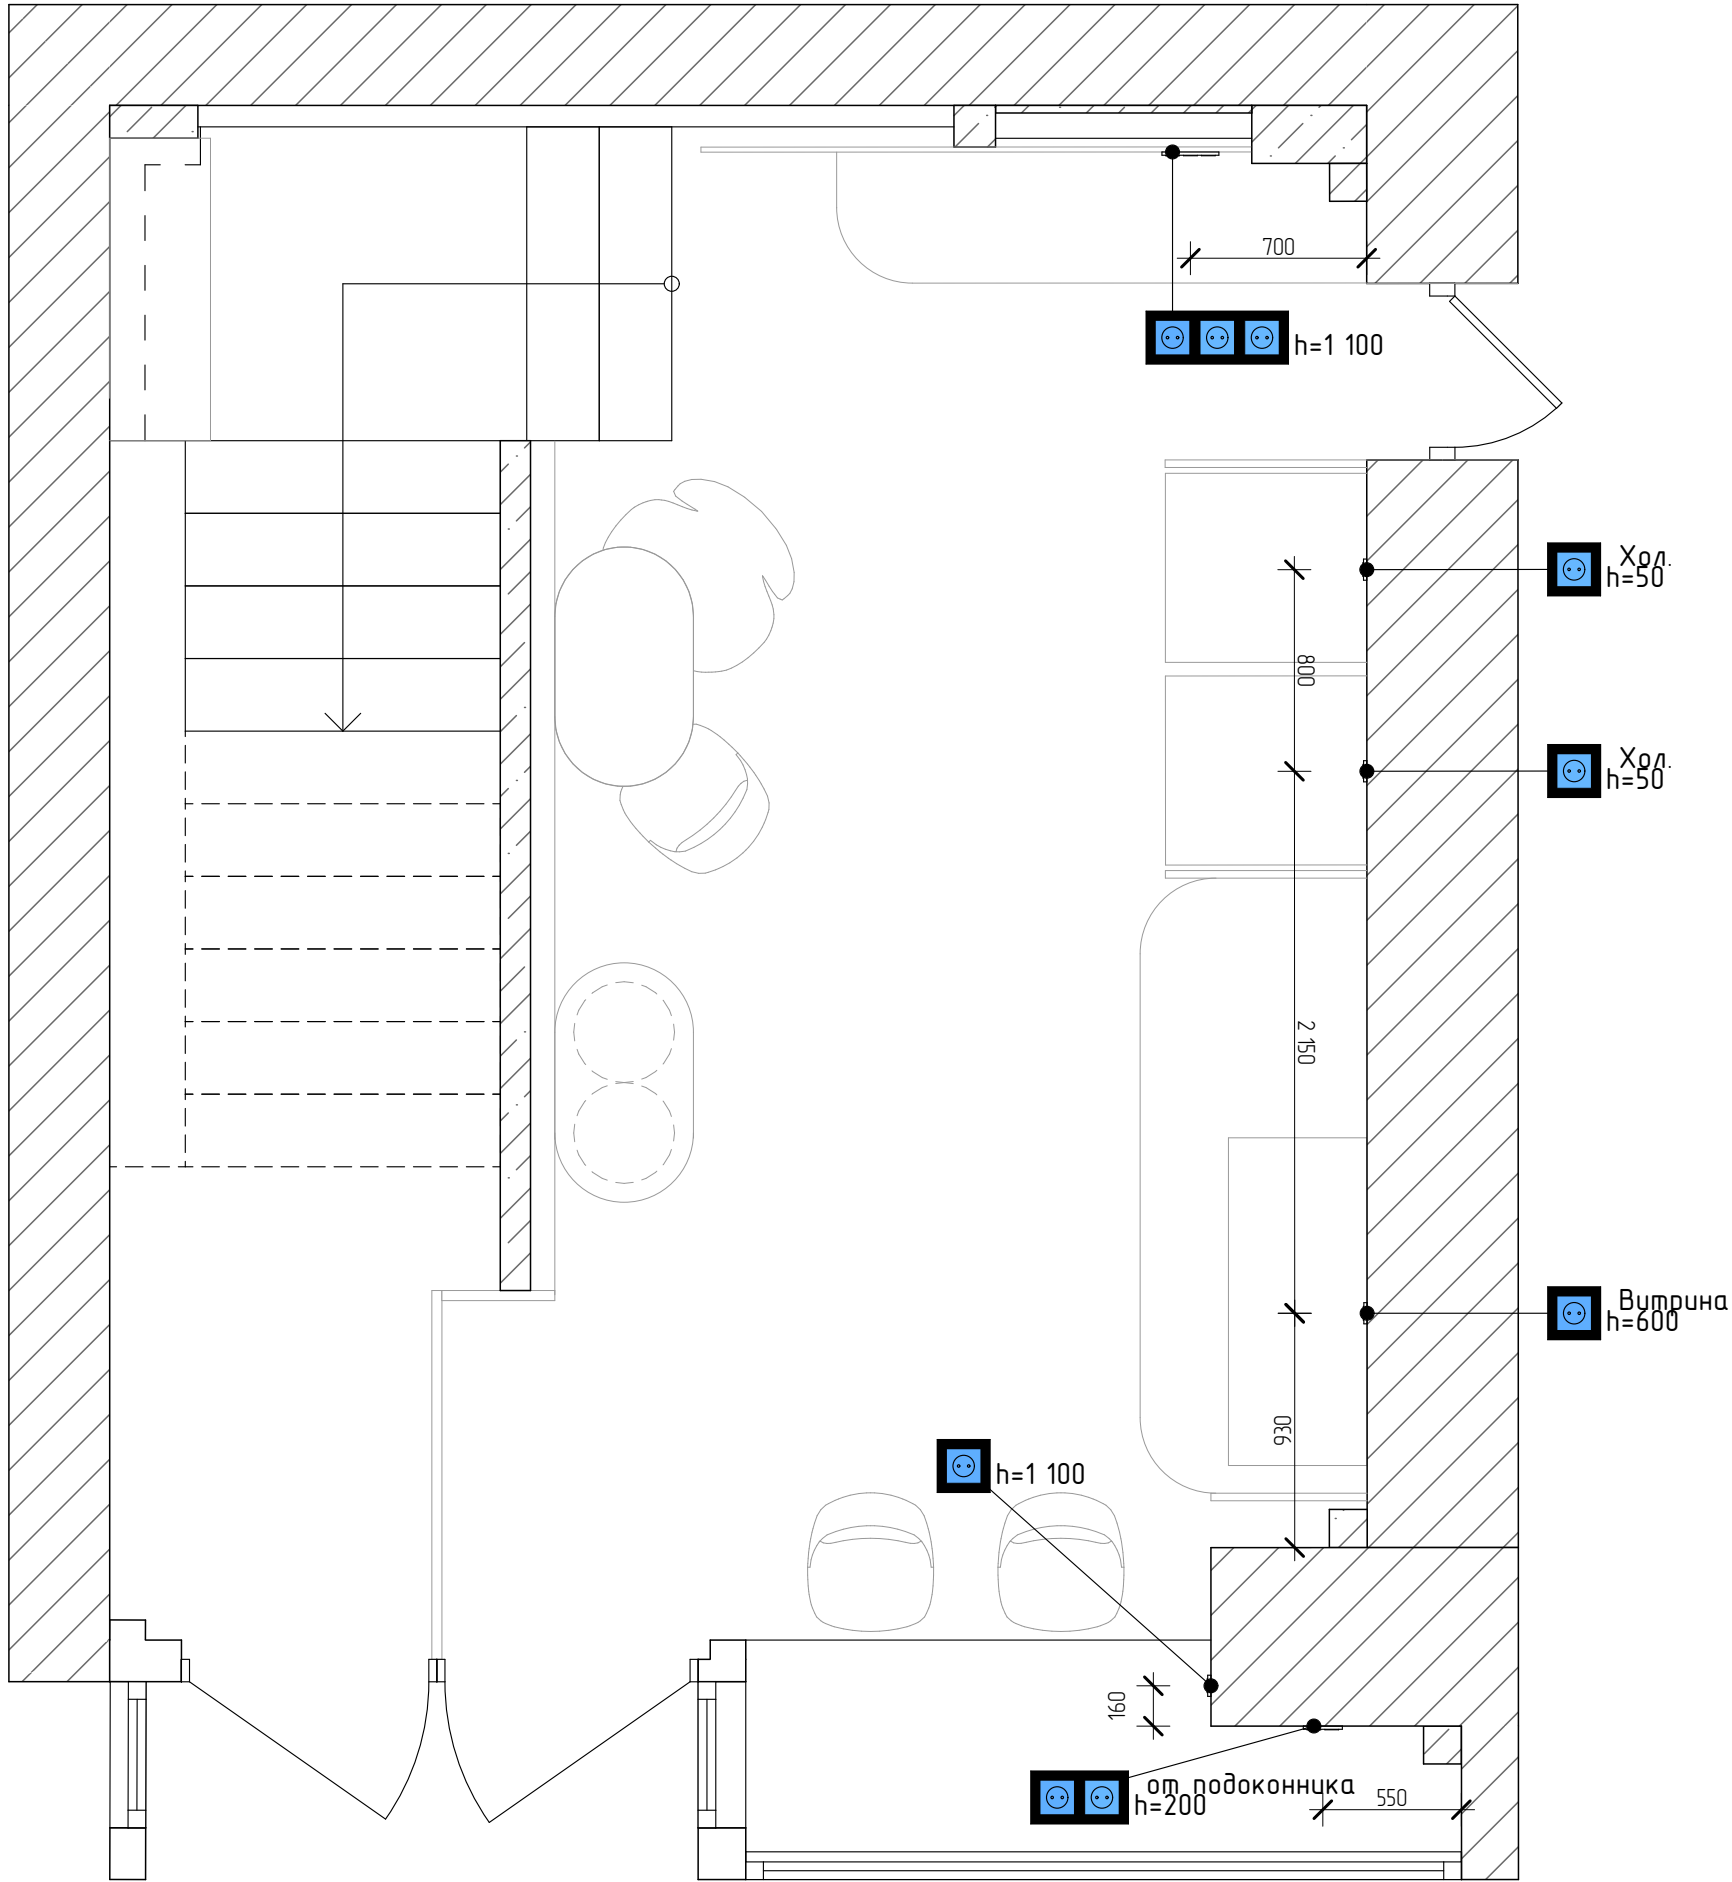 700
h=1 100
Хол.
h=50
800
Хол.
h=50
2 150
Витрина
h=600
930
h=1 100
160
от подоконника
h=200
550